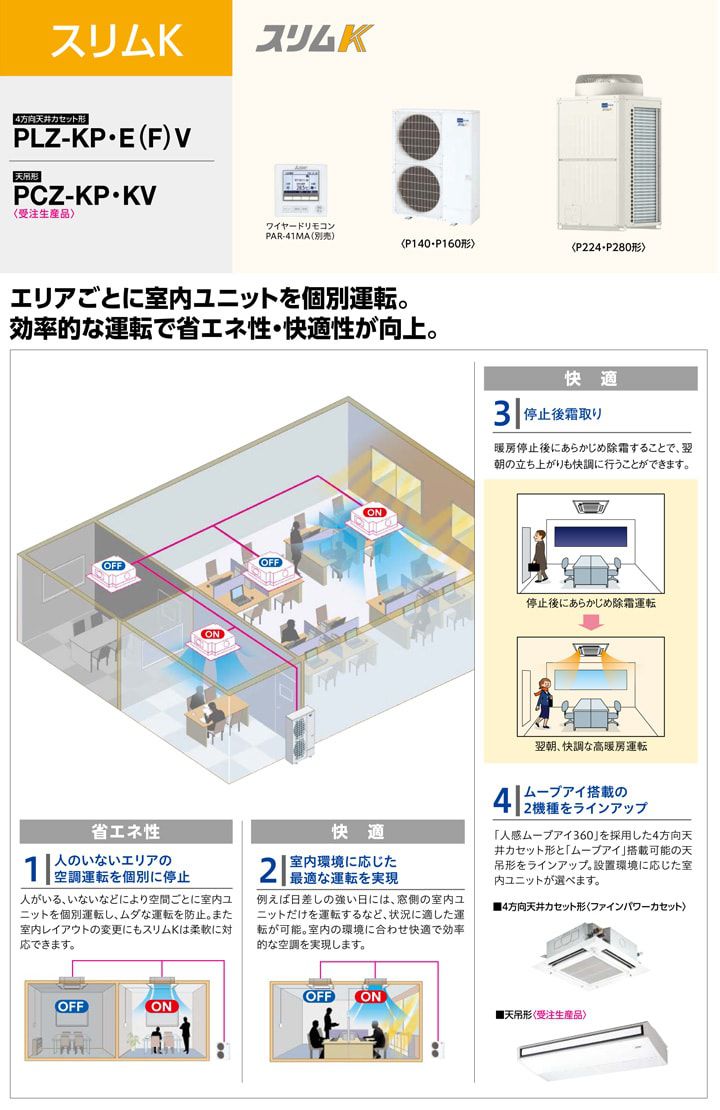 スリムK
スリムK
4方向天井カセット形
PLZ-KP・E(F)V
天吊形
PCZ-KP・KV
〈受注生産品〉
ワイヤードリモコン
PAR-41MA(別売)
〈P140・P160形〉
〈P224・P280形〉
エリアごとに室内ユニットを個別運転。
効率的な運転で省エネ性・快適性が向上。
OFF
OFF
ON
ON
省エネ性
1 人のいないエリアの
空調運転を個別に停止
人がいる、いないなどにより空間ごとに室内ユ
ニットを個別運転し、ムダな運転を防止。また
室内レイアウトの変更にもスリムKは柔軟に対
応できます。
OFF
ON
快 適
2 室内環境に応じた
最適な運転を実現
例えば日差しの強い日には、窓側の室内ユ
ニットだけを運転するなど、状況に適した運
転が可能。室内の環境に合わせ快適で効率
的な空調を実現します。
OFF
ON
快 適
3 停止後霜取り
暖房停止後にあらかじめ除霜することで、翌
朝の立ち上がりも快調に行うことができます。
停止後にあらかじめ除霜運転
翌朝、快調な高暖房運転
4 ムーブアイ搭載の
2機種をラインアップ
「人感ムーブアイ360」を採用した4方向天
井カセット形と「ムーブアイ」搭載可能の天
吊形をラインアップ。設置環境に応じた室
内ユニットが選べます。
■4方向天井カセット形〈ファインパワーカセット〉
■天吊形〈受注生産品〉